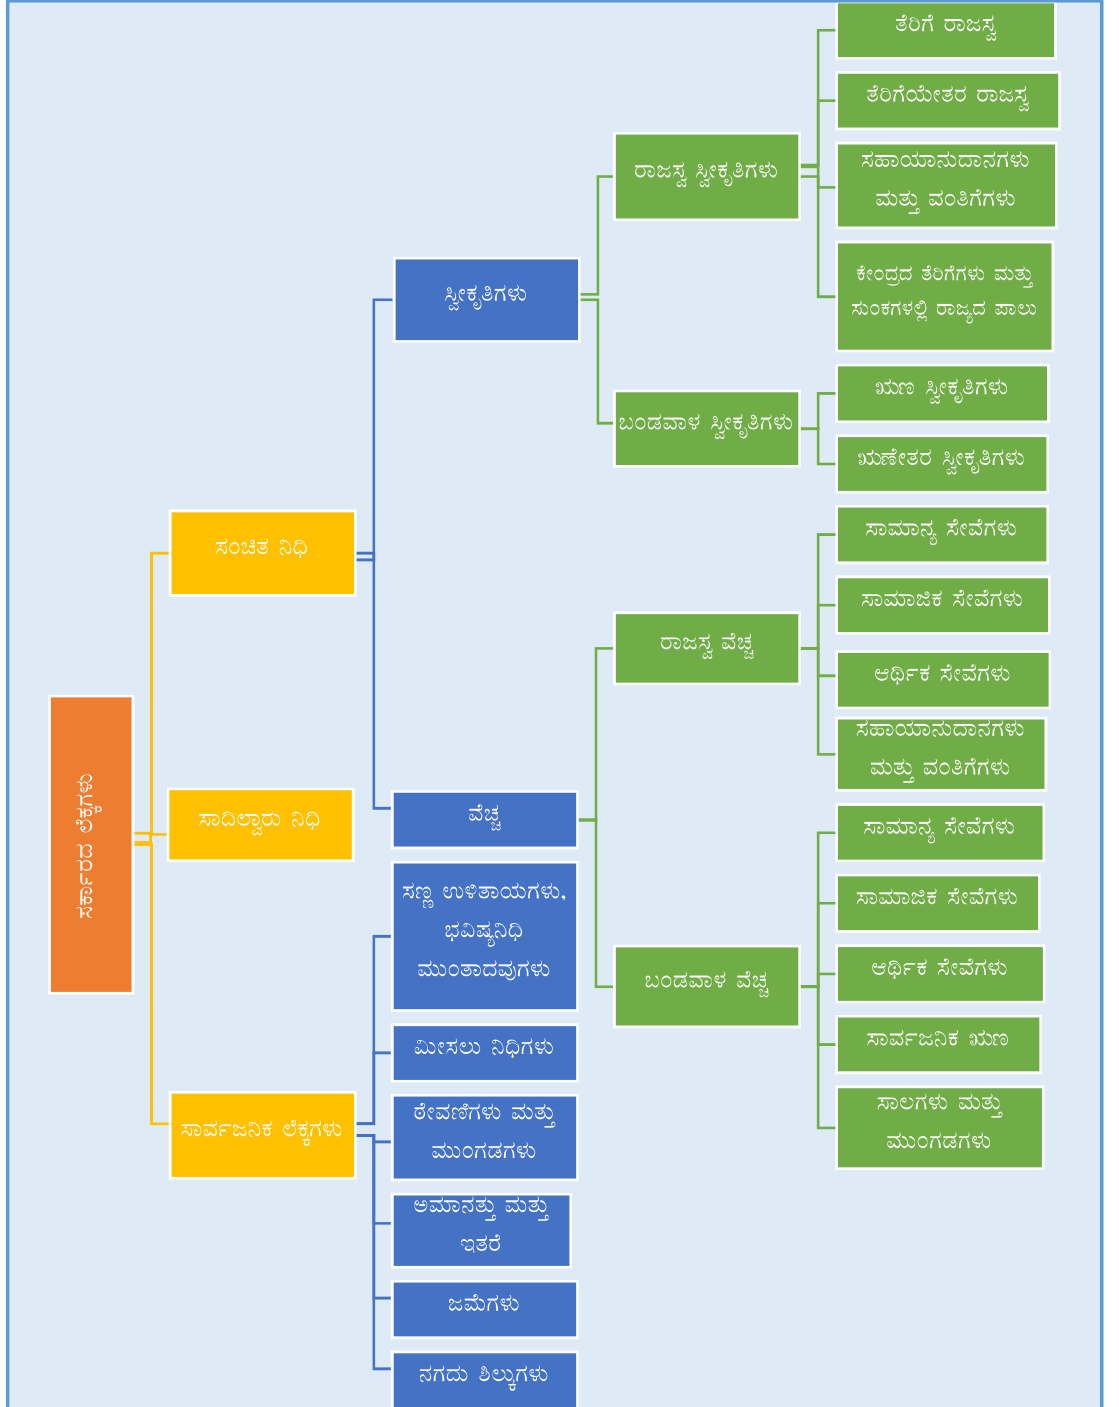 ಸರ್ಕಾರದ ಲೆಕ್ಕಗಳು
ಸಂಚಿತ ನಿಧಿ
ಸ್ವೀಕೃತಿಗಳು
ರಾಜಸ್ವ ಸ್ವೀಕೃತಿಗಳು
ತೆರಿಗೆ ರಾಜಸ್ವ
ತೆರಿಗೆಯೇತರ ರಾಜಸ್ವ
ಸಹಾಯಾನುದಾನಗಳು
ಮತ್ತು ವಂತಿಗೆಗಳು
ಕೇಂದ್ರದ ತೆರಿಗೆಗಳು ಮತ್ತು
ಸುಂಕಗಳಲ್ಲಿ ರಾಜ್ಯದ ಪಾಲು
ಬಂಡವಾಳ ಸ್ವೀಕೃತಿಗಳು
ಋಣ ಸ್ವೀಕೃತಿಗಳು
ಋಣೇತರ ಸ್ವೀಕೃತಿಗಳು
ವೆಚ್ಚ
ರಾಜಸ್ವ ವೆಚ್ಚ
ಸಾಮಾನ್ಯ ಸೇವೆಗಳು
ಸಾಮಾಜಿಕ ಸೇವೆಗಳು
ಆರ್ಥಿಕ ಸೇವೆಗಳು
ಸಹಾಯಾನುದಾನಗಳು
ಮತ್ತು ವಂತಿಗೆಗಳು
ಬಂಡವಾಳ ವೆಚ್ಚ
ಸಾಮಾನ್ಯ ಸೇವೆಗಳು
ಸಾಮಾಜಿಕ ಸೇವೆಗಳು
ಆರ್ಥಿಕ ಸೇವೆಗಳು
ಸಾರ್ವಜನಿಕ ಋಣ
ಸಾಲಗಳು ಮತ್ತು
ಮುಂಗಡಗಳು
ಸಾದಿಲ್ವಾರು ನಿಧಿ
ಸಾರ್ವಜನಿಕ ಲೆಕ್ಕಗಳು
ಸಣ್ಣ ಉಳಿತಾಯಗಳು,
ಭವಿಷ್ಯನಿಧಿ
ಮುಂತಾದವುಗಳು
ಮೀಸಲು ನಿಧಿಗಳು
ಠೇವಣಿಗಳು ಮತ್ತು
ಮುಂಗಡಗಳು
ಅಮಾನತ್ತು ಮತ್ತು
ಇತರೆ
ಜಮೆಗಳು
ನಗದು ಶಿಲ್ಕುಗಳು